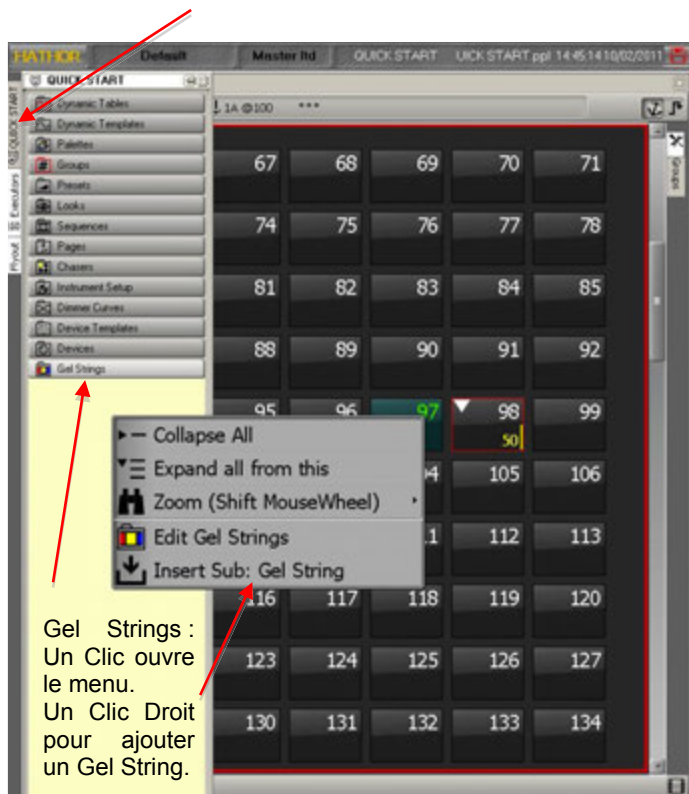 HATHOR Default Master Itd QUICK START UICK START ppl 14:45:14 10/02/2011
QUICK START
1A @100 ***
Dynamic Tables
Dynamic Templates
Palettes
Groups
Presets
Looks
Sequences
Pages
Chasers
Instrument Setup
Dimmer Curves
Device Templates
Devices
Gel Strings
QUICK START
Executors
Flyout
Groups
67 68 69 70 71
74 75 76 77 78
81 82 83 84 85
88 89 90 91 92
95 96 97 98 99
50
105 106
112 113
116 117 118 119 120
123 124 125 126 127
130 131 132 133 134
Collapse All
Expand all from this
Zoom (Shift MouseWheel)
Edit Gel Strings
Insert Sub: Gel String
Gel Strings :
Un Clic ouvre
le menu.
Un Clic Droit
pour ajouter
un Gel String.